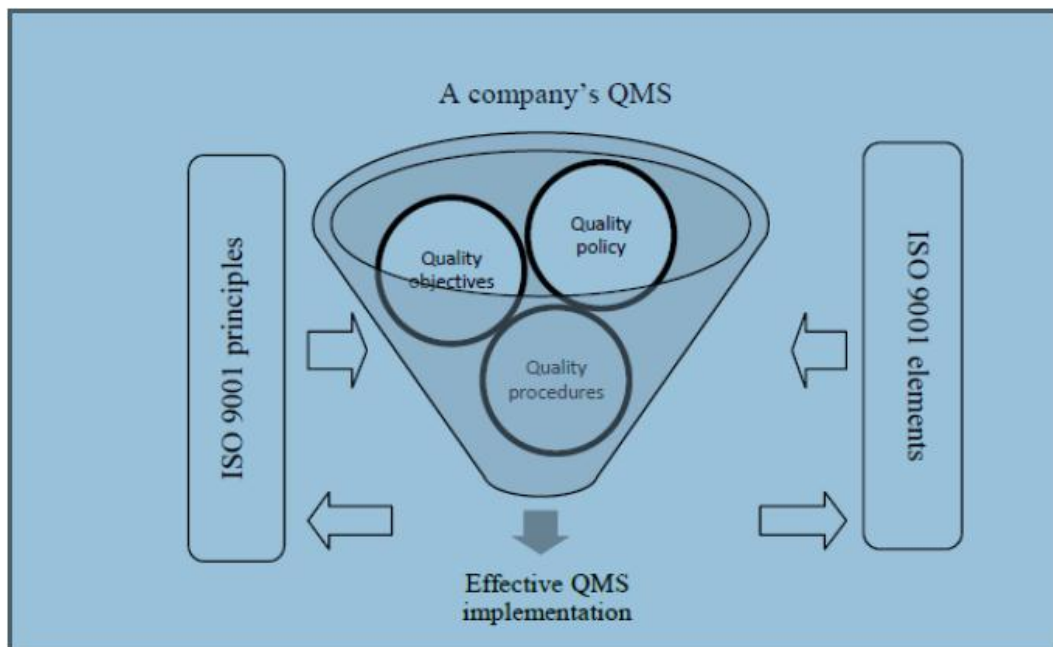 A company’s QMS
ISO 9001 principles
Quality
objectives
Quality
policy
Quality
procedures
ISO 9001 elements
Effective QMS
implementation